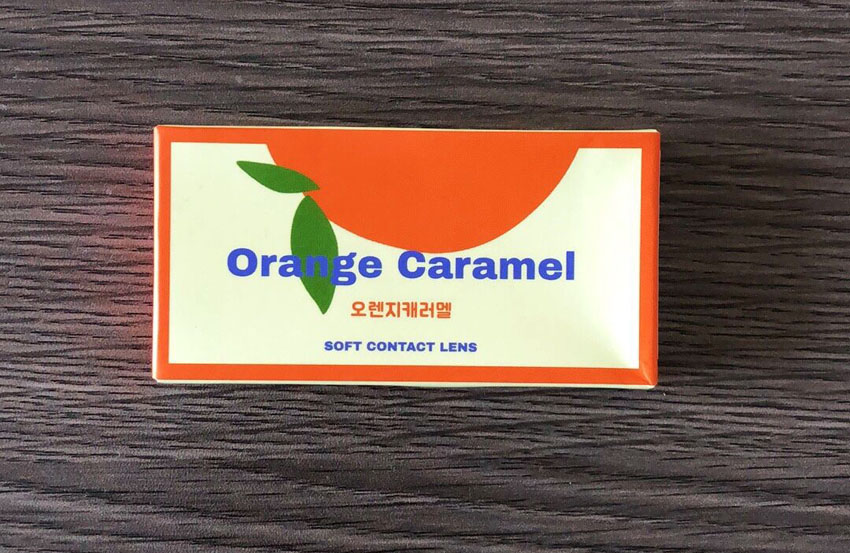 Orange Caramel
오렌지캐러멜
SOFT CONTACT LENS